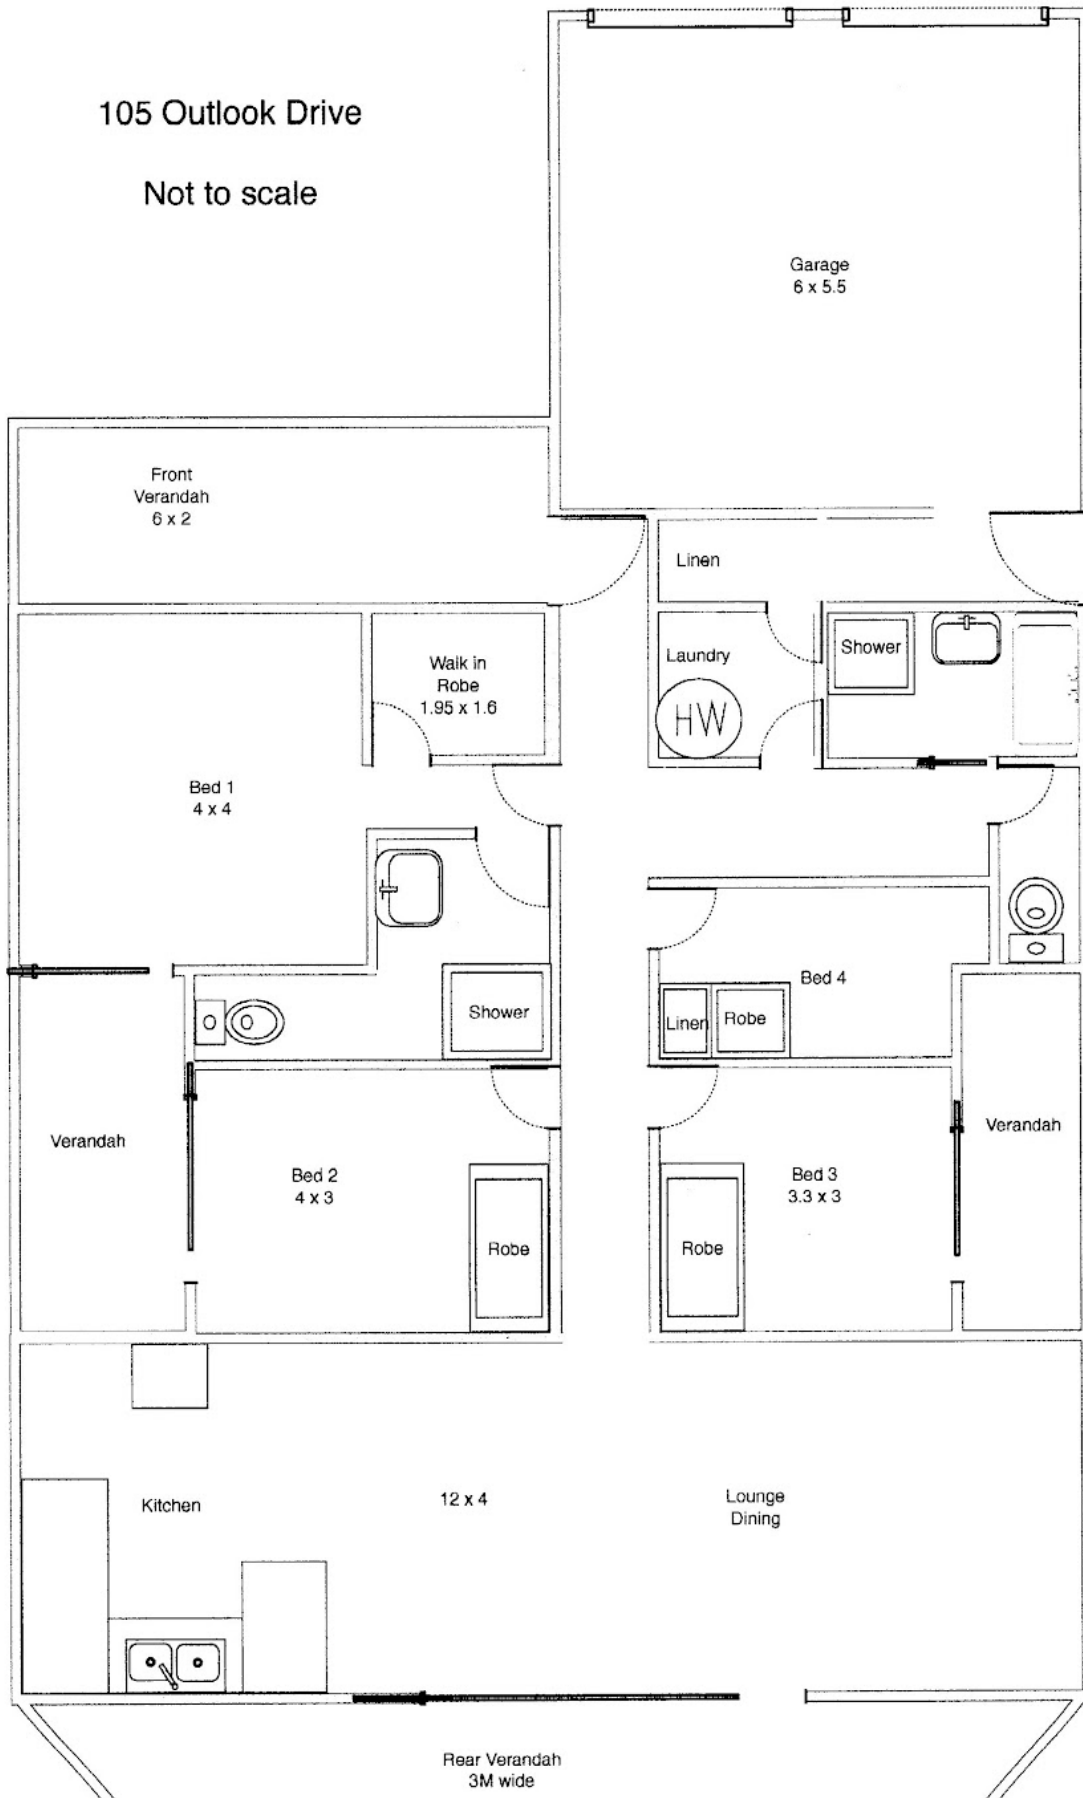 105 Outlook Drive
Not to scale
Garage
6 x 5.5
Front
Verandah
6 x 2
Linen
Walk in
Robe
1.95 x 1.6
Laundry
HW
Shower
Bed 1
4 x 4
Bed 4
Linen
Robe
Shower
Verandah
Bed 2
4 x 3
Robe
Robe
Bed 3
3.3 x 3
Verandah
Kitchen
12 x 4
Lounge
Dining
Rear Verandah
3M wide